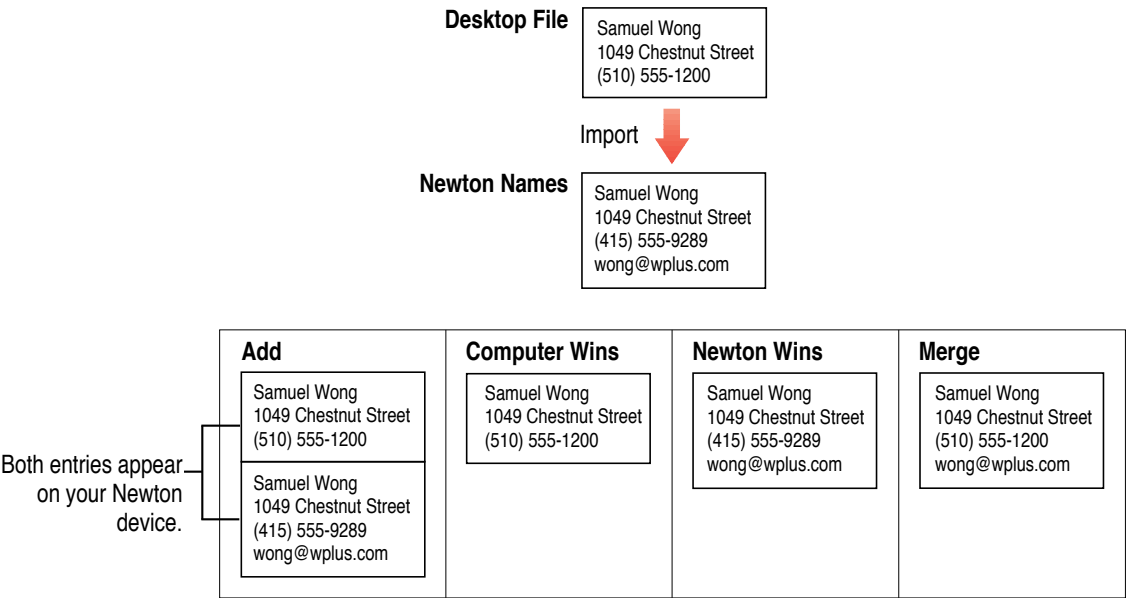 Desktop File
Samuel Wong
1049 Chestnut Street
(510) 555-1200
Import
Newton Names
Samuel Wong
1049 Chestnut Street
(415) 555-9289
wong@wplus.com
Add
Samuel Wong
1049 Chestnut Street
(510) 555-1200
Samuel Wong
1049 Chestnut Street
(415) 555-9289
wong@wplus.com
Both entries appear
on your Newton
device.
Computer Wins
Samuel Wong
1049 Chestnut Street
(510) 555-1200
Newton Wins
Samuel Wong
1049 Chestnut Street
(415) 555-9289
wong@wplus.com
Merge
Samuel Wong
1049 Chestnut Street
(510) 555-1200
wong@wplus.com